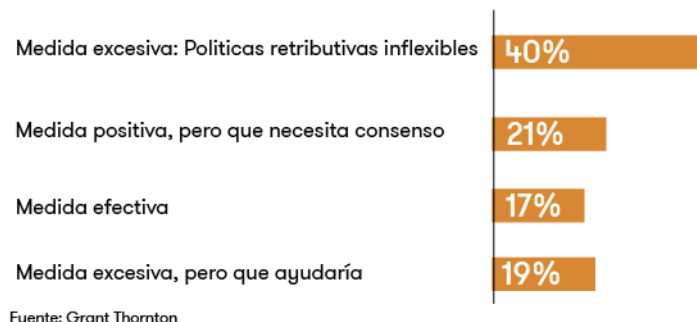 Medida excesiva: Politicas retributivas inflexibles 40%
Medida positiva, pero que necesita consenso 21%
Medida efectiva 17%
Medida excesiva, pero que ayudaría 19%
Fuente: Grant Thornton